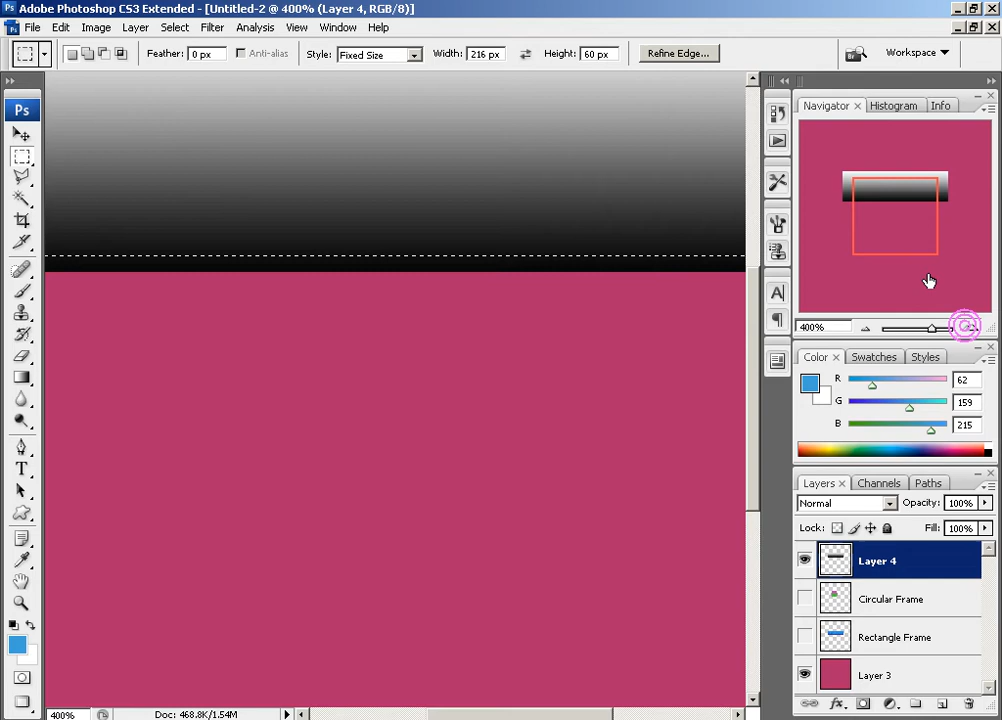 Ps Adobe Photoshop CS3 Extended - [Untitled-2 @ 400% (Layer 4, RGB/8)]
File Edit Image Layer Select Filter Analysis View Window Help
Feather: 0 px Anti-alias Style: Fixed Size Width: 216 px Height: 60 px Refine Edge... Workspace
Ps
Navigator Histogram Info
400%
Color Swatches Styles
R 62
G 159
B 215
Layers Channels Paths
Normal Opacity: 100%
Lock: Fill: 100%
Layer 4
Circular Frame
Rectangle Frame
Layer 3
400% Doc: 468.8K/1.54M